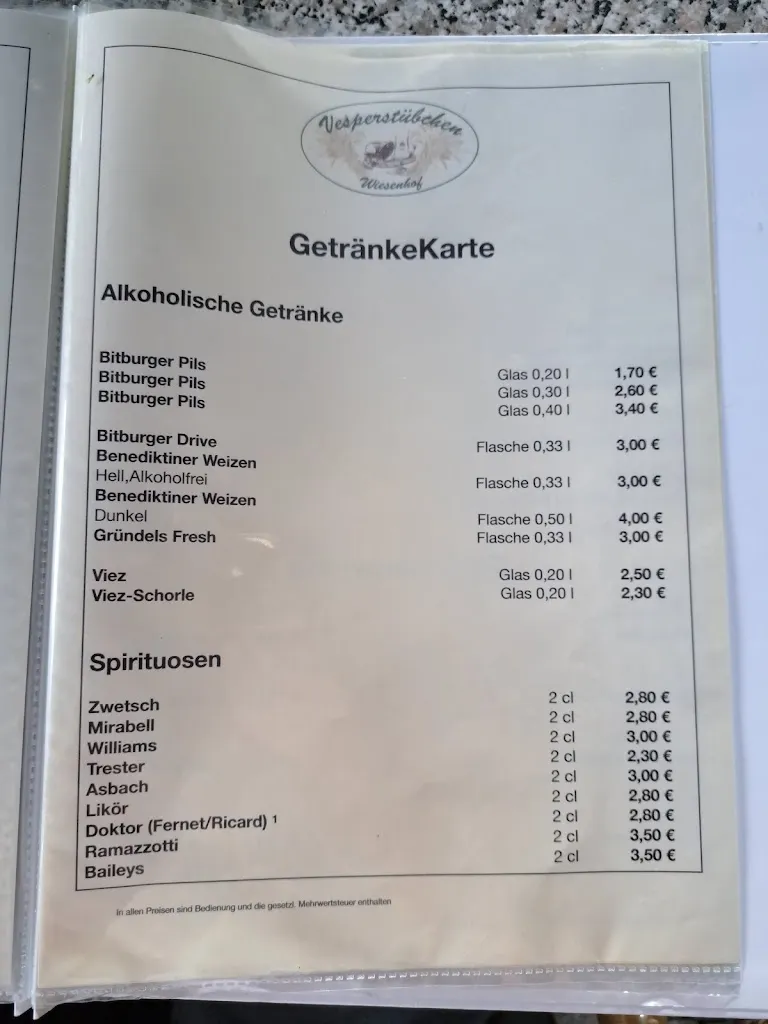 Vesperstübchen
Wiesenhof
GetränkeKarte
Alkoholische Getränke
Bitburger Pils Glas 0,20 l 1,70 €
Bitburger Pils Glas 0,30 l 2,60 €
Bitburger Pils Glas 0,40 l 3,40 €
Bitburger Drive Flasche 0,33 l 3,00 €
Benediktiner Weizen
Hell,Alkoholfrei Flasche 0,33 l 3,00 €
Benediktiner Weizen
Dunkel Flasche 0,50 l 4,00 €
Gründels Fresh Flasche 0,33 l 3,00 €
Viez Glas 0,20 l 2,50 €
Viez-Schorle Glas 0,20 l 2,30 €
Spirituosen
Zwetsch 2 cl 2,80 €
Mirabell 2 cl 2,80 €
Williams 2 cl 3,00 €
Trester 2 cl 2,30 €
Asbach 2 cl 3,00 €
Likör 2 cl 2,80 €
Doktor (Fernet/Ricard) ¹ 2 cl 2,80 €
Ramazzotti 2 cl 3,50 €
Baileys 2 cl 3,50 €
In allen Preisen sind Bedienung und die gesetzl. Mehrwertsteuer enthalten